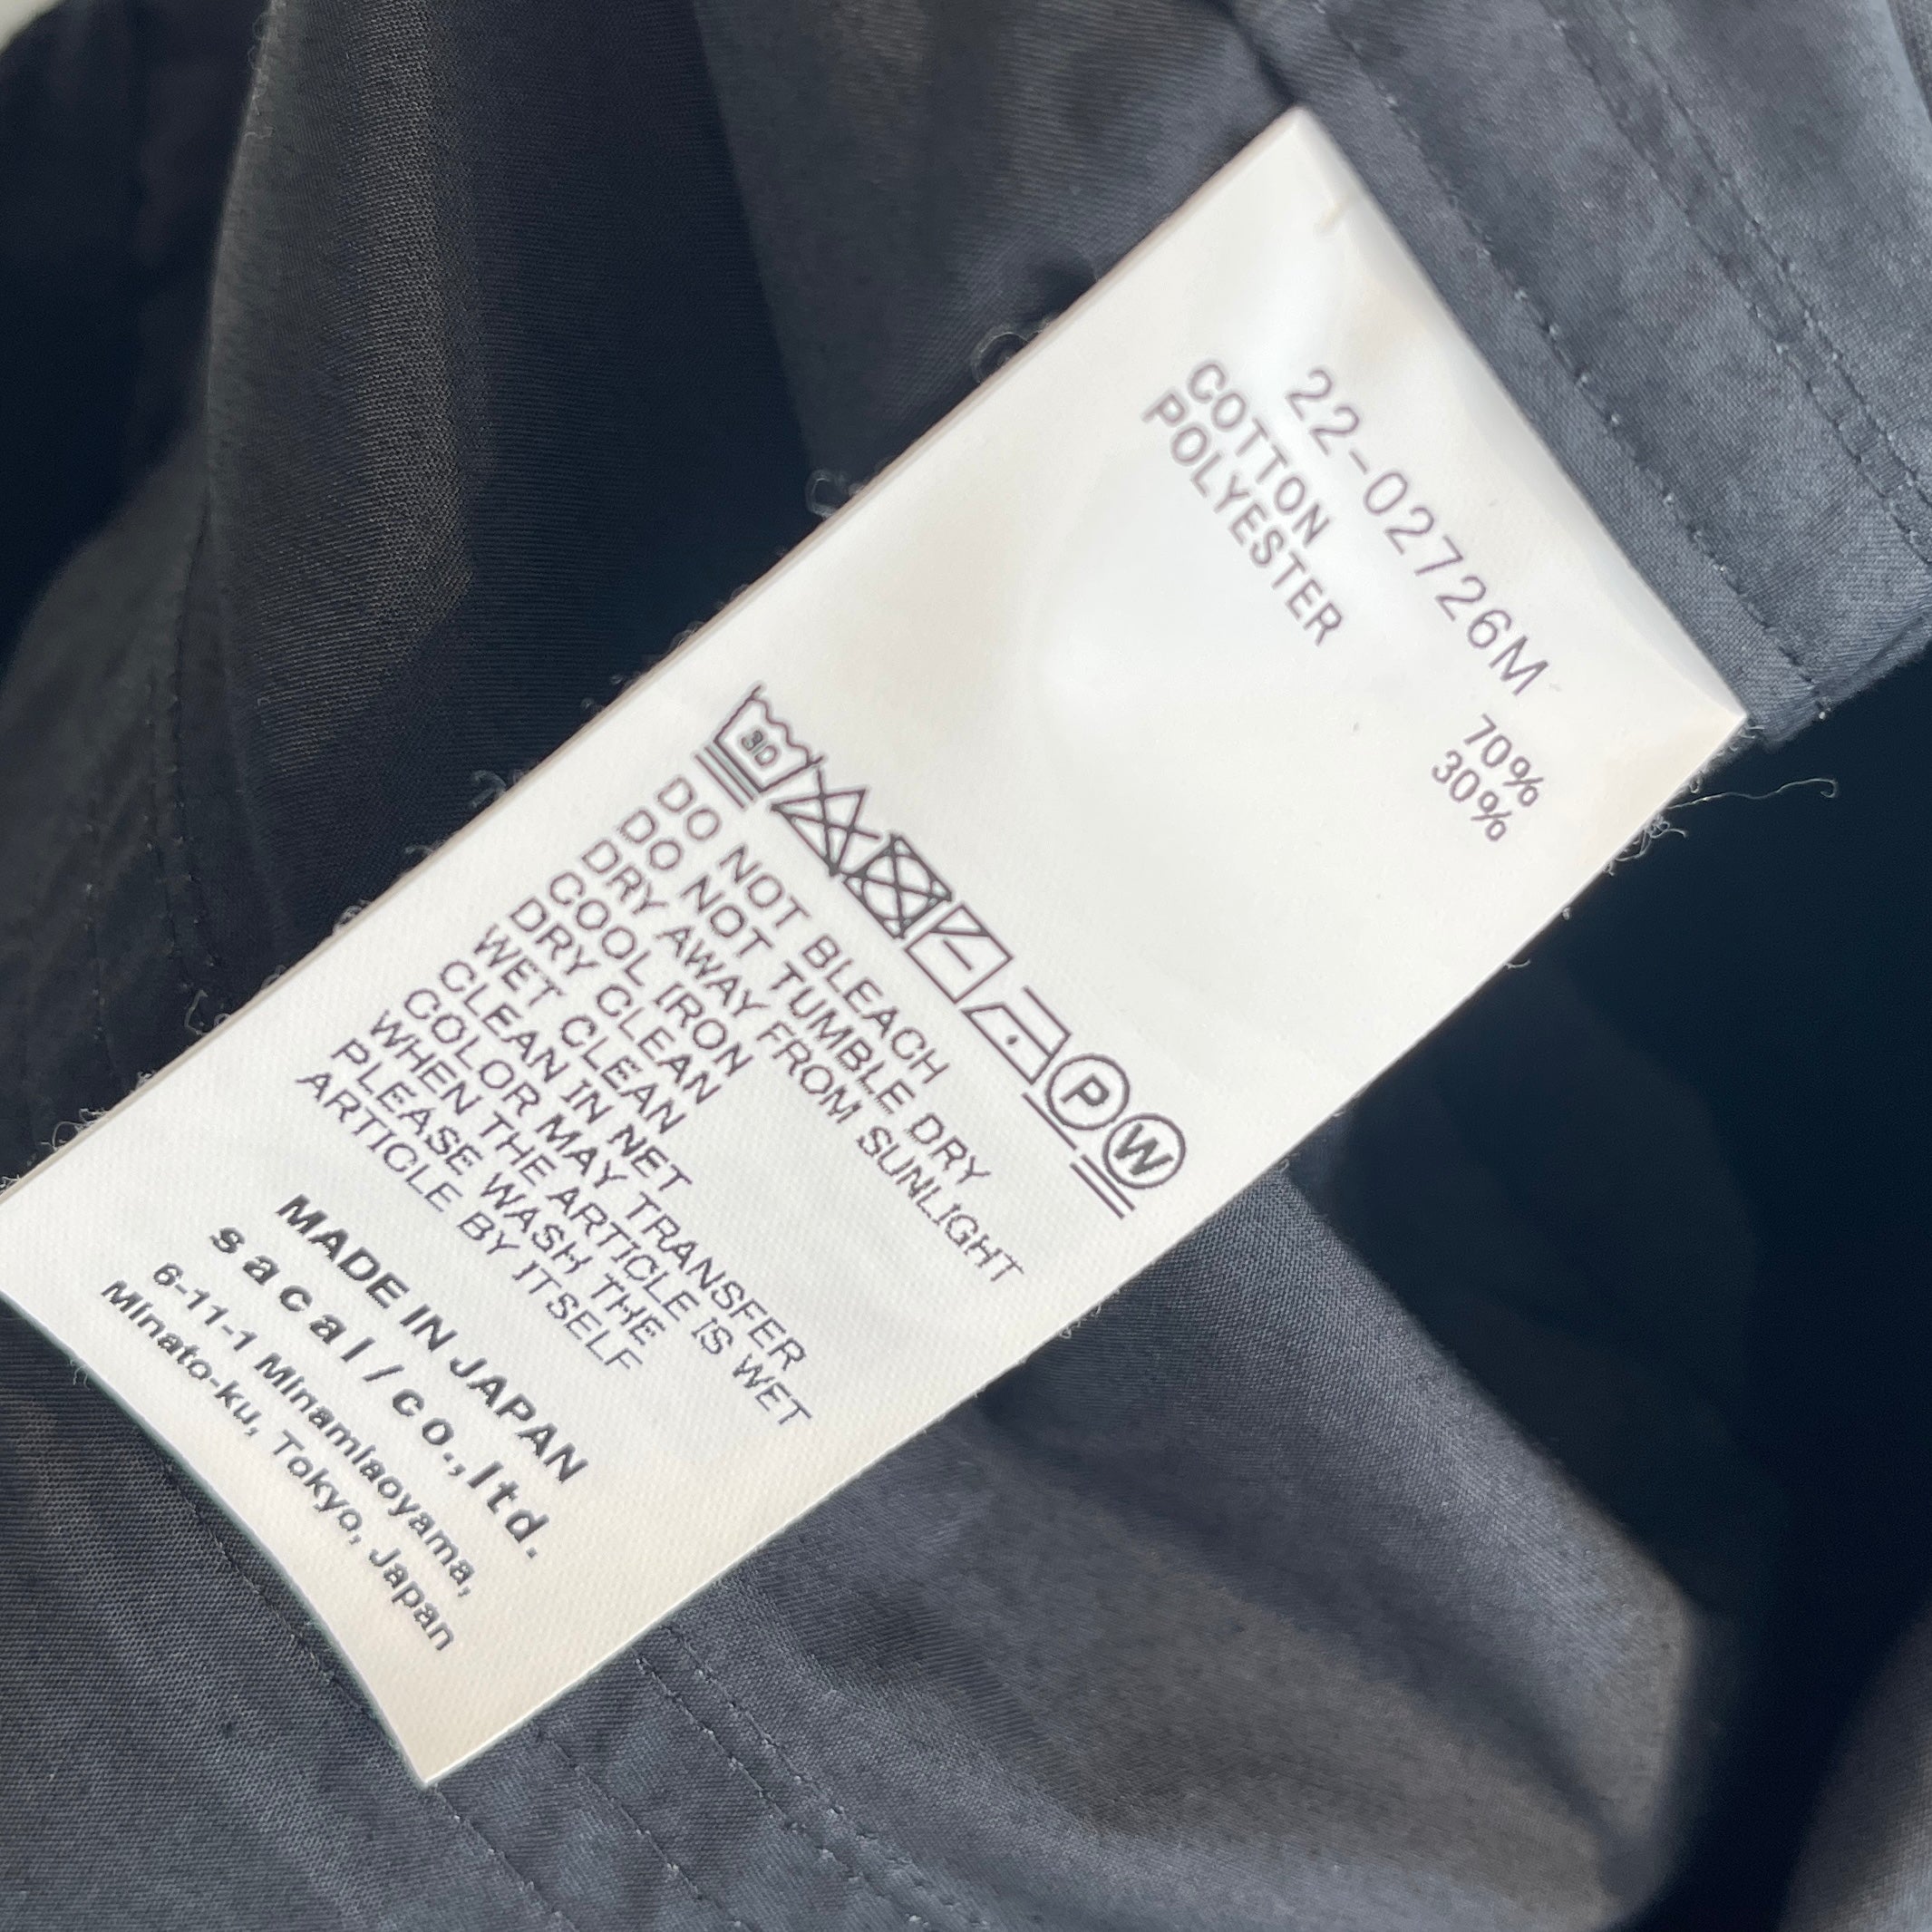 22-02726M
COTTON 70%
POLYESTER 30%
30
P W
DO NOT BLEACH
DO NOT TUMBLE DRY
DRY AWAY FROM SUNLIGHT
COOL IRON
DRY CLEAN
WET CLEAN
CLEAN IN NET
COLOR MAY TRANSFER
WHEN THE ARTICLE IS WET
PLEASE WASH THE
ARTICLE BY ITSELF
MADE IN JAPAN
sacai/co.,ltd.
6-11-1 Minamiaoyama,
Minato-ku, Tokyo, Japan